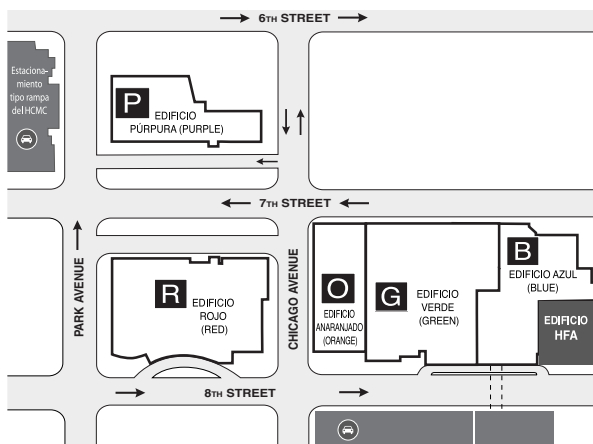 6TH STREET
Estaciona-
miento
tipo rampa
del HCMC
P
EDIFICIO
PÚRPURA (PURPLE)
7TH STREET
PARK AVENUE
CHICAGO AVENUE
R
EDIFICIO
ROJO
(RED)
O
EDIFICIO
ANARANJADO
(ORANGE)
G
EDIFICIO
VERDE
(GREEN)
B
EDIFICIO AZUL
(BLUE)
EDIFICIO
HFA
8TH STREET